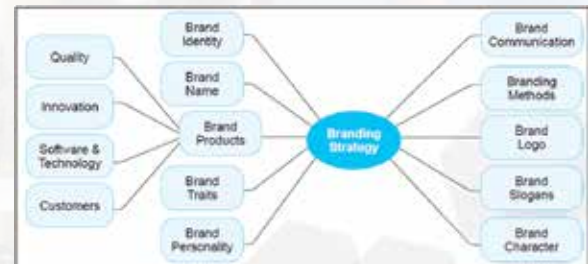 Quality
Innovation
Software &
Technology
Customers
Brand
Identity
Brand
Name
Brand
Products
Brand
Traits
Brand
Personality
Branding
Strategy
Brand
Communication
Branding
Methods
Brand
Logo
Brand
Slogans
Brand
Character